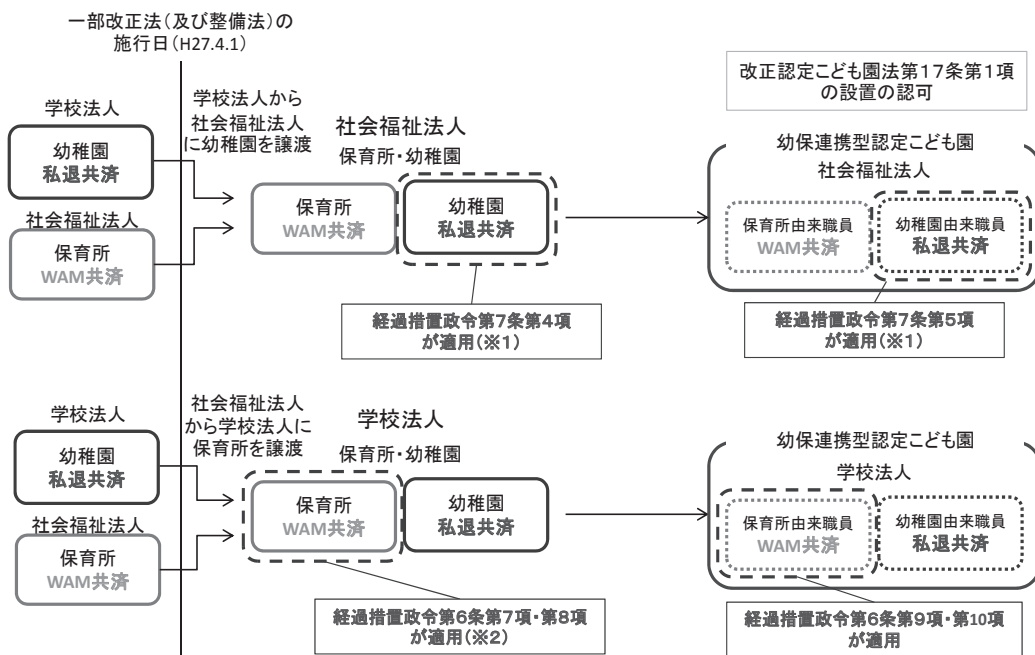 一部改正法(及び整備法)の
施行日(H27.4.1)
改正認定こども園法第17条第1項
の設置の認可
学校法人
幼稚園
私退共済
社会福祉法人
保育所
WAM共済
学校法人から
社会福祉法人
に幼稚園を譲渡
社会福祉法人
保育所・幼稚園
保育所
WAM共済
幼稚園
私退共済
経過措置政令第7条第4項
が適用(※1)
幼保連携型認定こども園
社会福祉法人
保育所由来職員
WAM共済
幼稚園由来職員
私退共済
経過措置政令第7条第5項
が適用(※1)
学校法人
幼稚園
私退共済
社会福祉法人
保育所
WAM共済
社会福祉法人
から学校法人に
保育所を譲渡
学校法人
保育所・幼稚園
保育所
WAM共済
幼稚園
私退共済
経過措置政令第6条第7項・第8項
が適用(※2)
幼保連携型認定こども園
学校法人
保育所由来職員
WAM共済
幼稚園由来職員
私退共済
経過措置政令第6条第9項・第10項
が適用